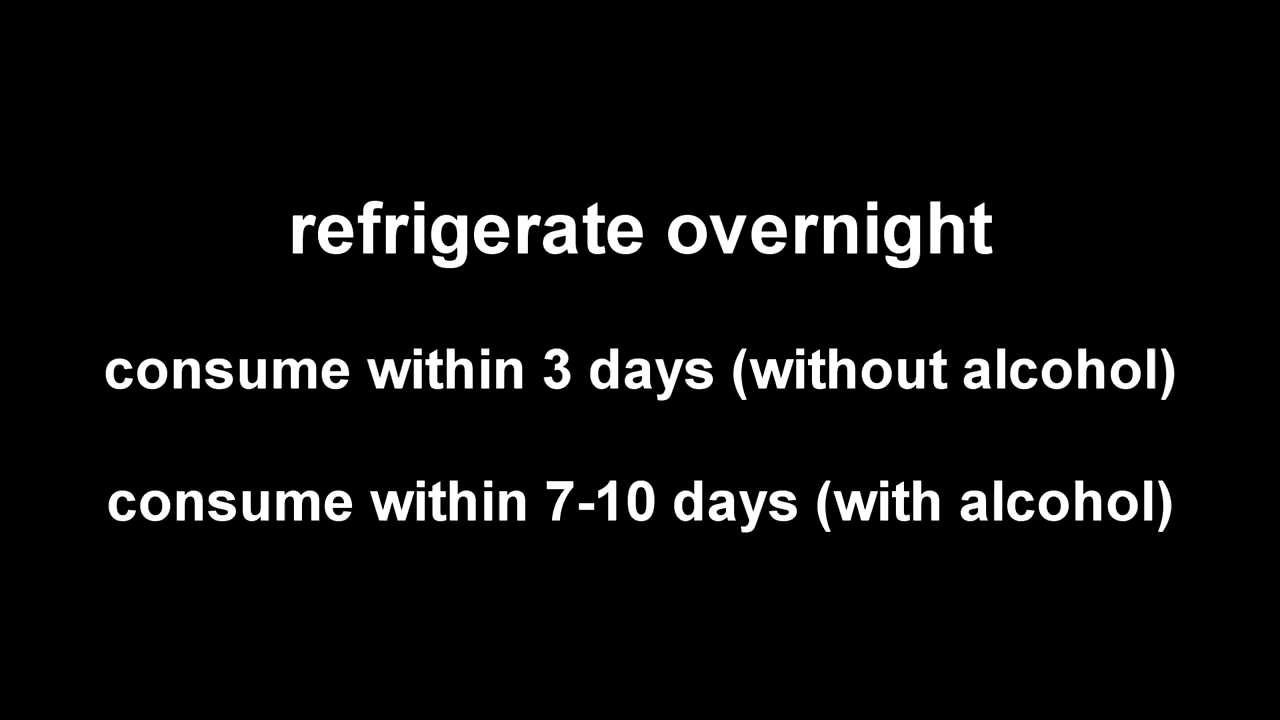 refrigerate overnight
consume within 3 days (without alcohol)
consume within 7-10 days (with alcohol)